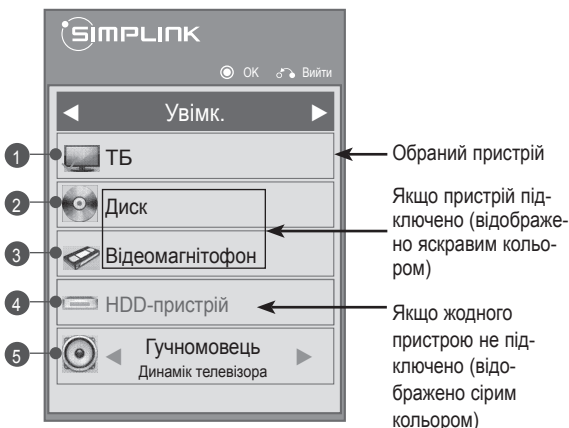 SIMPLINK
OK Вийти
Увімк.
1 ТБ
2 Диск
3 Відеомагнітофон
4 HDD-пристрій
5 Гучномовець
Динамік телевізора
Обраний пристрій
Якщо пристрій під-
ключено (відображе-
но яскравим кольо-
ром)
Якщо жодного
пристрою не під-
ключено (відо-
бражено сірим
кольором)